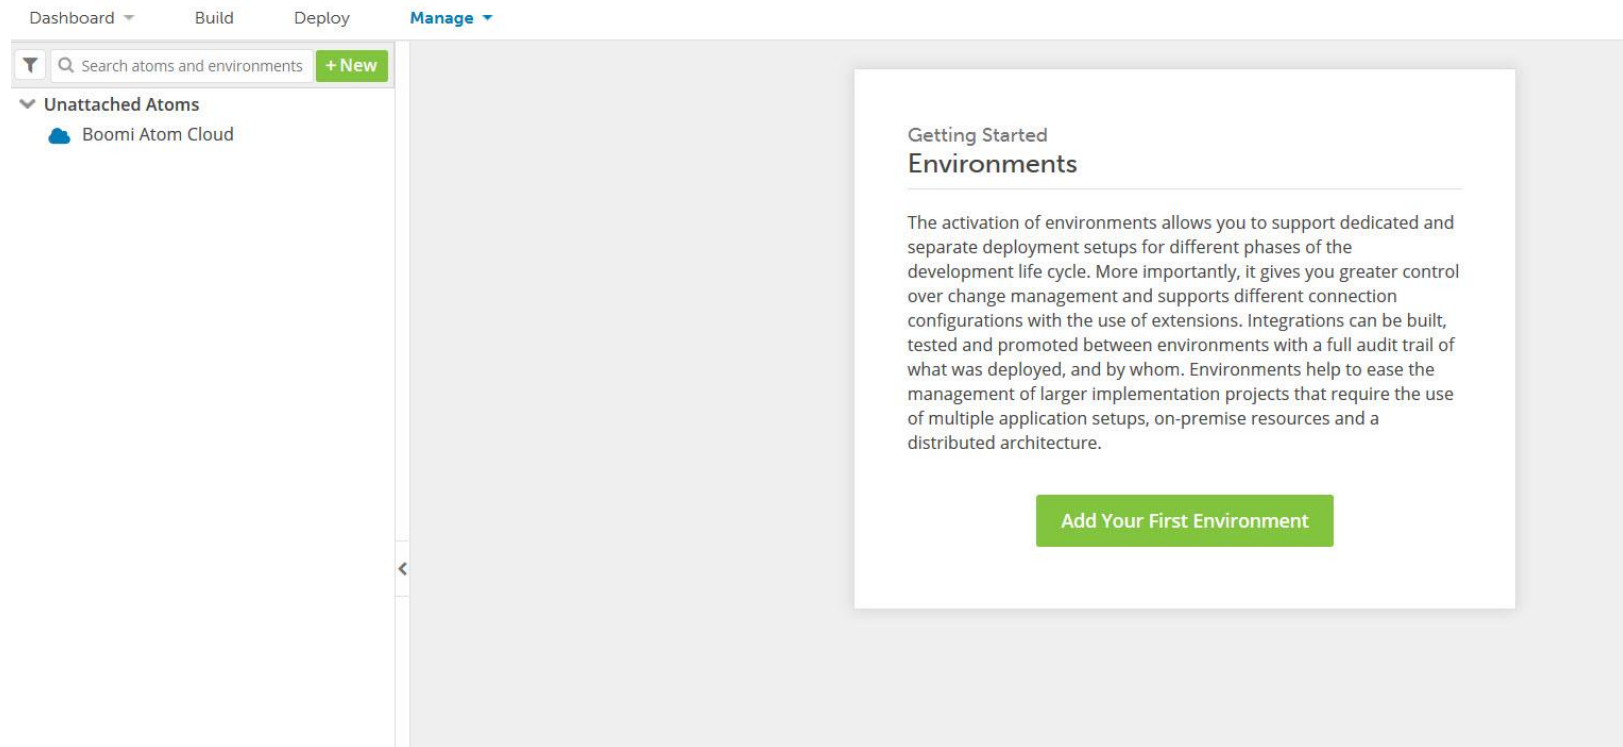 Dashboard Build Deploy Manage
Search atoms and environments + New
Unattached Atoms
Boomi Atom Cloud
Getting Started
Environments
The activation of environments allows you to support dedicated and
separate deployment setups for different phases of the
development life cycle. More importantly, it gives you greater control
over change management and supports different connection
configurations with the use of extensions. Integrations can be built,
tested and promoted between environments with a full audit trail of
what was deployed, and by whom. Environments help to ease the
management of larger implementation projects that require the use
of multiple application setups, on-premise resources and a
distributed architecture.
Add Your First Environment